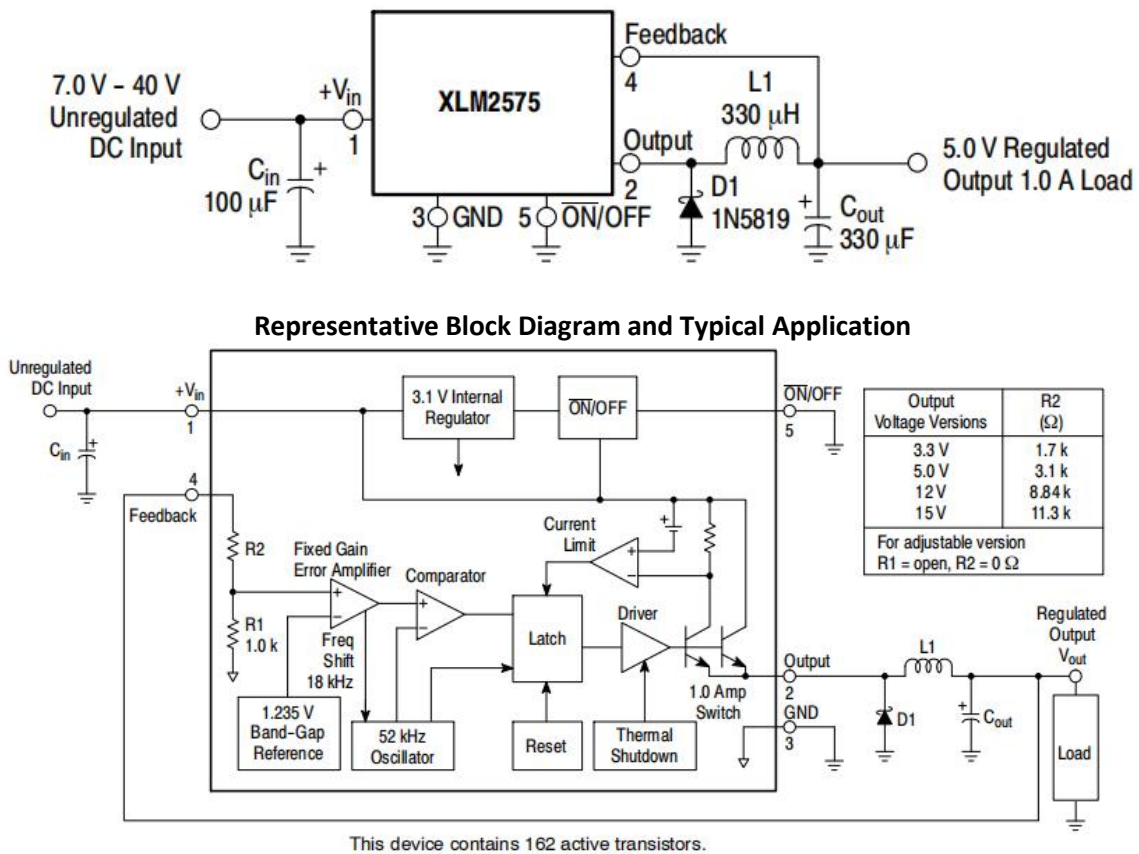 Feedback
4
7.0 V - 40 V
Unregulated
DC Input
+Vin
1
XLM2575
L1
330 μH
Output
2
5.0 V Regulated
Output 1.0 A Load
Cin
100 μF
+
3
GND
5
ON/OFF
D1
1N5819
+
Cout
330 μF
Representative Block Diagram and Typical Application
Unregulated
DC Input
+Vin
1
Cin
+
3.1 V Internal
Regulator
ON/OFF
ON/OFF
5
Output
Voltage Versions
R2
(Ω)
3.3 V
1.7 k
5.0 V
3.1 k
12 V
8.84 k
15 V
11.3 k
For adjustable version
R1 = open, R2 = 0 Ω
4
Feedback
R2
R1
1.0 k
Fixed Gain
Error Amplifier
+
-
Comparator
+
-
Current
Limit
+
-
+
Freq
Shift
18 kHz
Latch
Driver
1.0 Amp
Switch
Output
2
GND
3
L1
D1
+
Cout
Regulated
Output
Vout
Load
1.235 V
Band-Gap
Reference
52 kHz
Oscillator
Reset
Thermal
Shutdown
This device contains 162 active transistors.